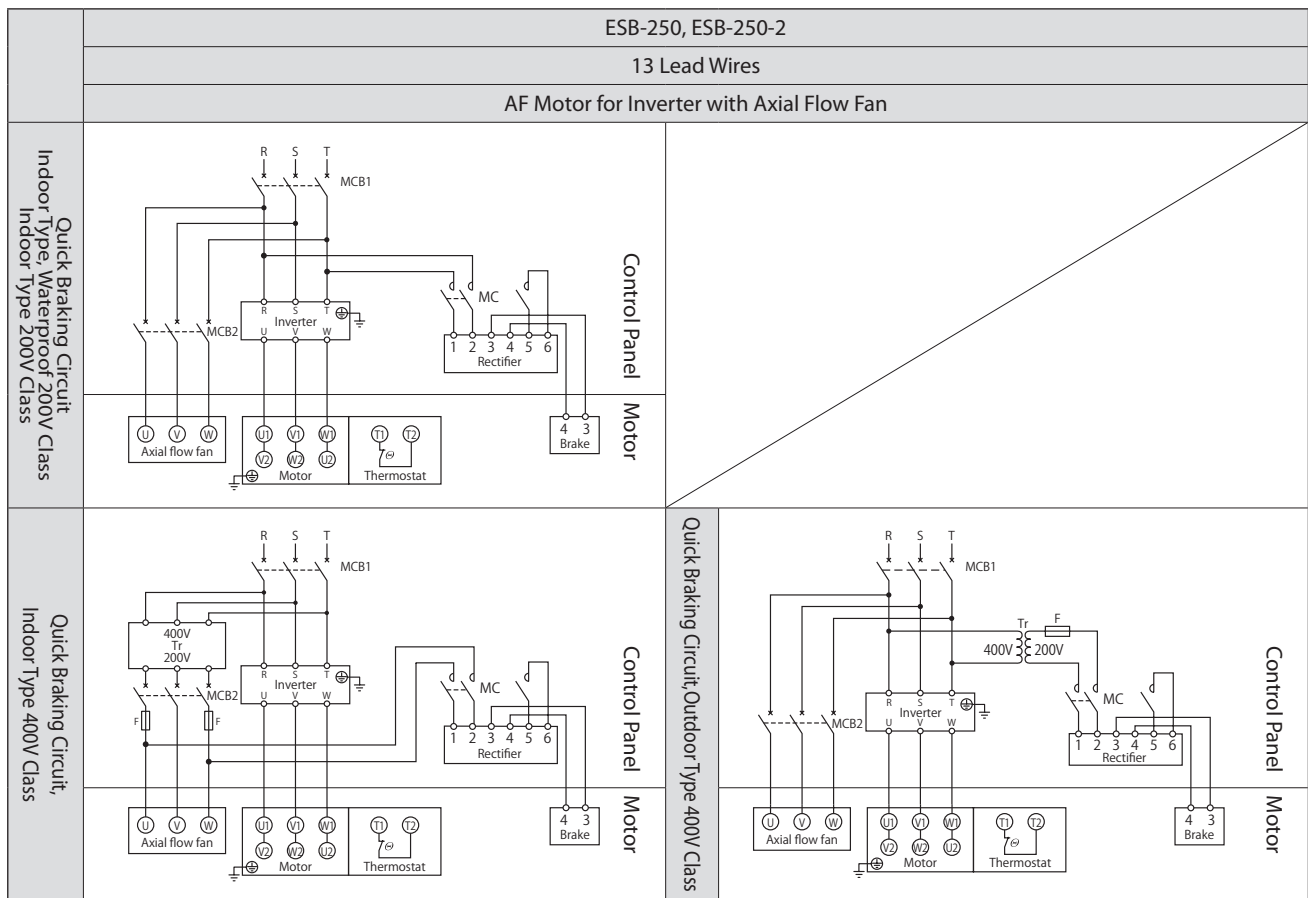 ESB-250, ESB-250-2
13 Lead Wires
AF Motor for Inverter with Axial Flow Fan
Quick Braking Circuit
Indoor Type, Waterproof 200V Class
Indoor Type 200V Class
R S T
MCB1
MC
R S T
Inverter
U V W
MCB2
1 2 3 4 5 6
Rectifier
Control Panel
Motor
U V W
Axial flow fan
U1 V1 W1
V2 W2 U2
Motor
T1 T2
Θ
Thermostat
4 3
Brake
Quick Braking Circuit,
Indoor Type 400V Class
R S T
MCB1
400V
Tr
200V
R S T
Inverter
U V W
MCB2
F F
MC
1 2 3 4 5 6
Rectifier
Control Panel
Motor
U V W
Axial flow fan
U1 V1 W1
V2 W2 U2
Motor
T1 T2
Θ
Thermostat
4 3
Brake
Quick Braking Circuit,Outdoor Type 400V Class
R S T
MCB1
Tr F
400V 200V
MC
R S T
Inverter
U V W
MCB2
1 2 3 4 5 6
Rectifier
Control Panel
Motor
U V W
Axial flow fan
U1 V1 W1
V2 W2 U2
Motor
T1 T2
Θ
Thermostat
4 3
Brake